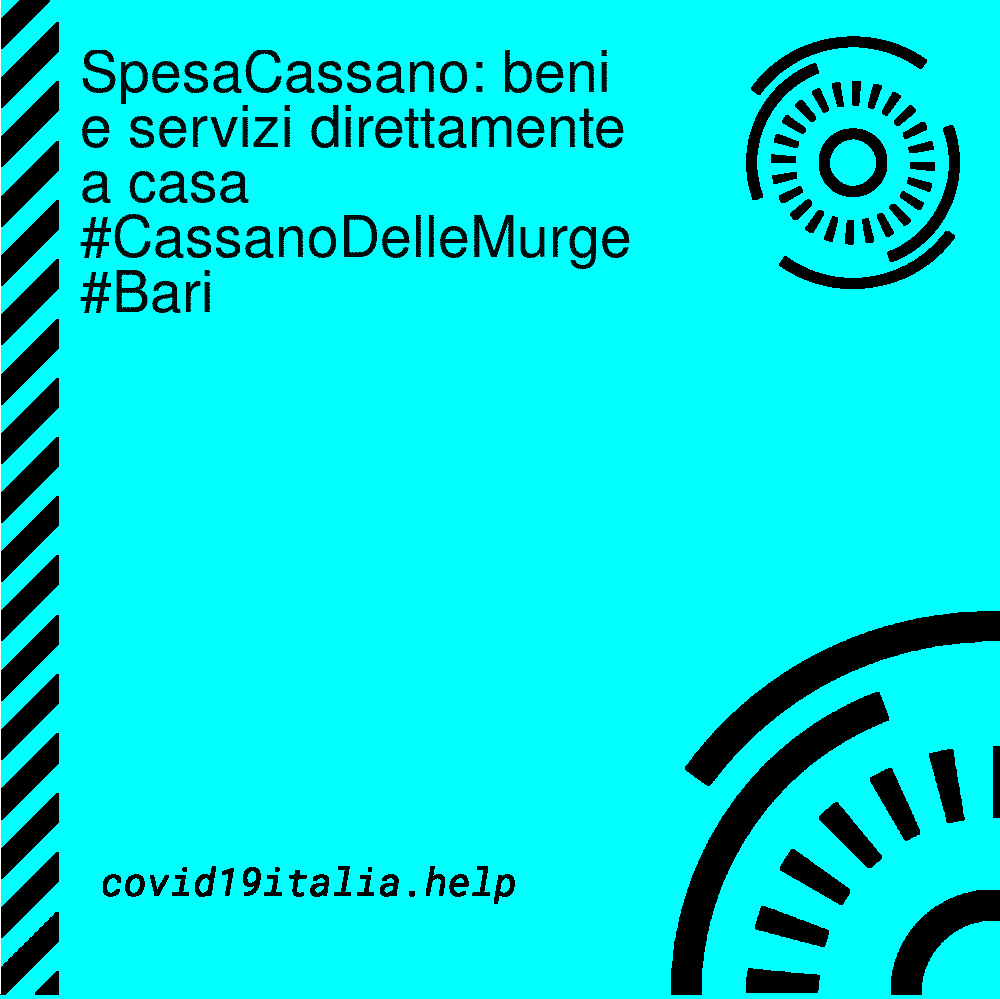 SpesaCassano: beni
e servizi direttamente
a casa
#CassanoDelleMurge
#Bari
covid19italia.help